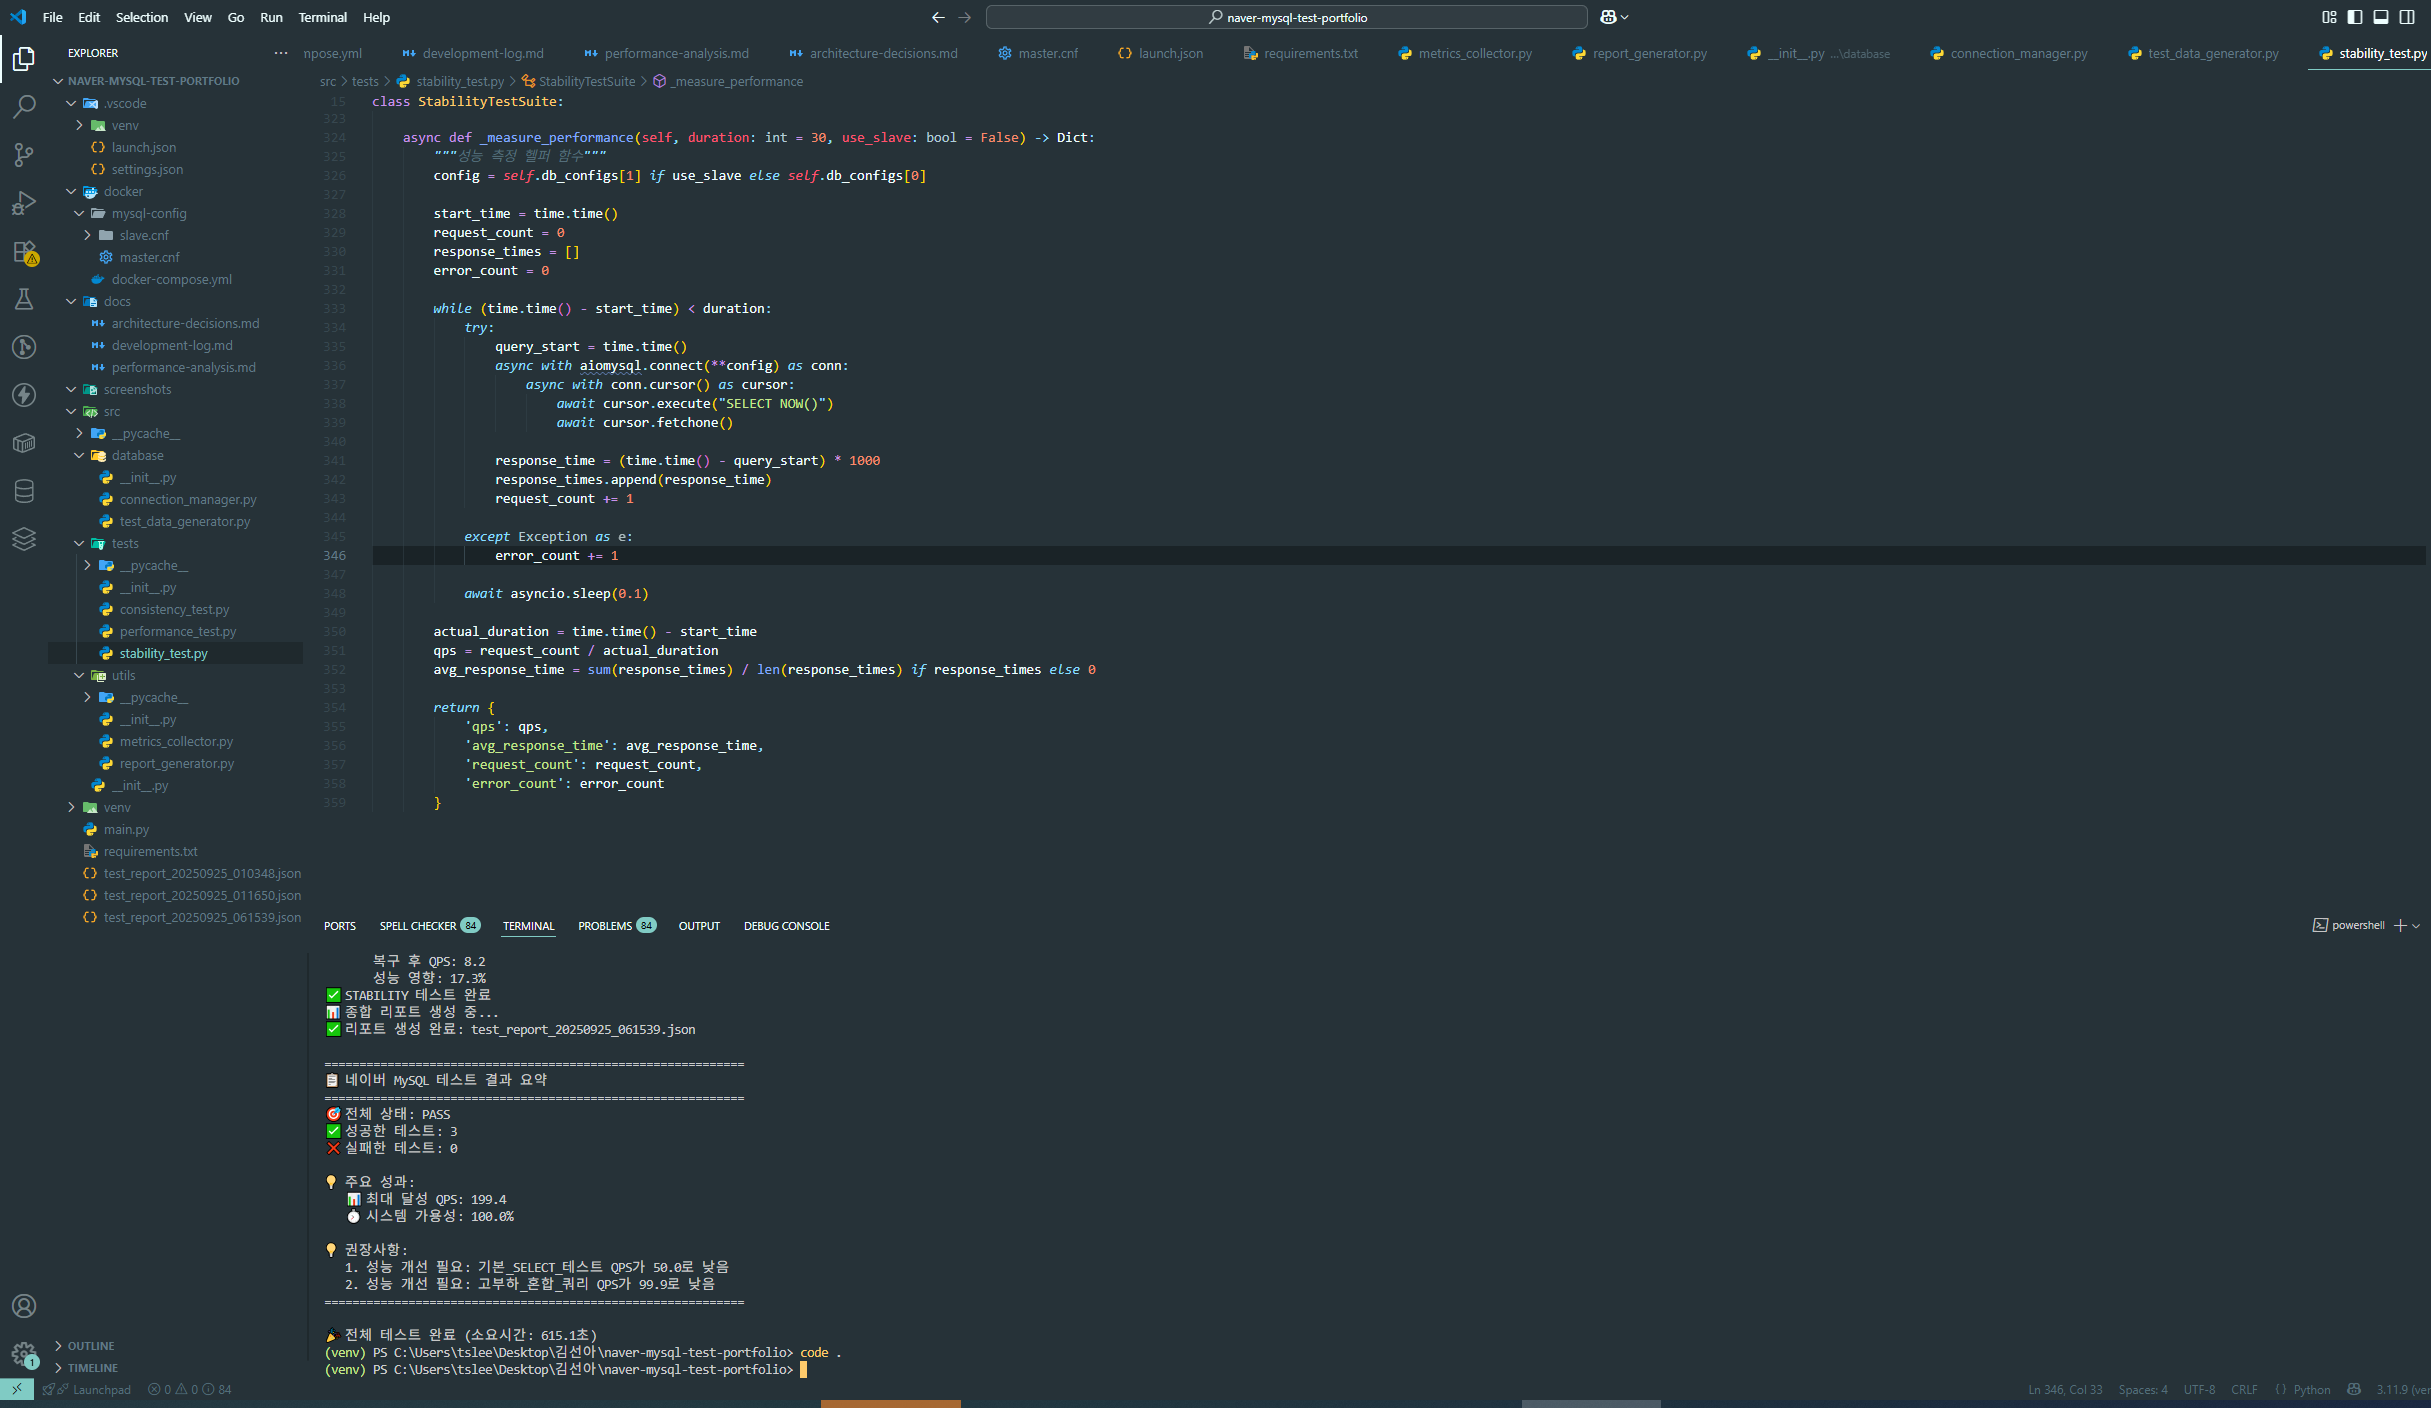 File Edit Selection View Go Run Terminal Help
naver-mysql-test-portfolio
EXPLORER
NAVER-MYSQL-TEST-PORTFOLIO
.vscode
venv
launch.json
settings.json
docker
mysql-config
slave.cnf
master.cnf
docker-compose.yml
docs
architecture-decisions.md
development-log.md
performance-analysis.md
screenshots
src
__pycache__
database
__init__.py
connection_manager.py
test_data_generator.py
tests
__pycache__
__init__.py
consistency_test.py
performance_test.py
stability_test.py
utils
__pycache__
__init__.py
metrics_collector.py
report_generator.py
__init__.py
venv
main.py
requirements.txt
test_report_20250925_010348.json
test_report_20250925_011650.json
test_report_20250925_061539.json
OUTLINE
TIMELINE
mpose.yml development-log.md performance-analysis.md architecture-decisions.md master.cnf launch.json requirements.txt metrics_collector.py report_generator.py __init__.py ...\database connection_manager.py test_data_generator.py stability_test.py
src > tests > stability_test.py > StabilityTestSuite > _measure_performance
15 class StabilityTestSuite:
323
324 async def _measure_performance(self, duration: int = 30, use_slave: bool = False) -> Dict:
325 """성능 측정 헬퍼 함수"""
326 config = self.db_configs[1] if use_slave else self.db_configs[0]
327
328 start_time = time.time()
329 request_count = 0
330 response_times = []
331 error_count = 0
332
333 while (time.time() - start_time) < duration:
334 try:
335 query_start = time.time()
336 async with aiomysql.connect(**config) as conn:
337 async with conn.cursor() as cursor:
338 await cursor.execute("SELECT NOW()")
339 await cursor.fetchone()
340
341 response_time = (time.time() - query_start) * 1000
342 response_times.append(response_time)
343 request_count += 1
344
345 except Exception as e:
346 error_count += 1
347
348 await asyncio.sleep(0.1)
349
350 actual_duration = time.time() - start_time
351 qps = request_count / actual_duration
352 avg_response_time = sum(response_times) / len(response_times) if response_times else 0
353
354 return {
355 'qps': qps,
356 'avg_response_time': avg_response_time,
357 'request_count': request_count,
358 'error_count': error_count
359 }
PORTS SPELL CHECKER 84 TERMINAL PROBLEMS 84 OUTPUT DEBUG CONSOLE
powershell
복구 후 QPS: 8.2
성능 영향: 17.3%
✅ STABILITY 테스트 완료
📊 종합 리포트 생성 중...
✅ 리포트 생성 완료: test_report_20250925_061539.json
============================================================
📋 네이버 MySQL 테스트 결과 요약
============================================================
🎯 전체 상태: PASS
✅ 성공한 테스트: 3
❌ 실패한 테스트: 0
💡 주요 성과:
📊 최대 달성 QPS: 199.4
⏱️ 시스템 가용성: 100.0%
💡 권장사항:
1. 성능 개선 필요: 기본_SELECT_테스트 QPS가 50.0로 낮음
2. 성능 개선 필요: 고부하_혼합_쿼리 QPS가 99.9로 낮음
============================================================
🎉 전체 테스트 완료 (소요시간: 615.1초)
(venv) PS C:\Users\tslee\Desktop\김선아\naver-mysql-test-portfolio> code .
(venv) PS C:\Users\tslee\Desktop\김선아\naver-mysql-test-portfolio>
1
Launchpad 0 0 84
Ln 346, Col 33 Spaces: 4 UTF-8 CRLF Python 3.11.9 (ver